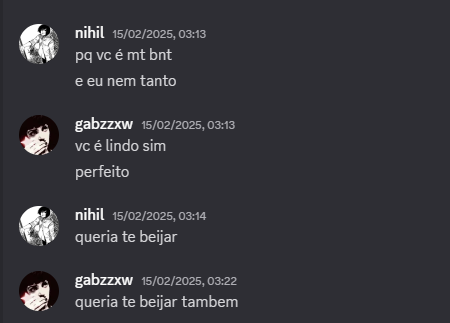 nihil 15/02/2025, 03:13
pq vc é mt bnt
e eu nem tanto
gabzzxw 15/02/2025, 03:13
vc é lindo sim
perfeito
nihil 15/02/2025, 03:14
queria te beijar
gabzzxw 15/02/2025, 03:22
queria te beijar tambem